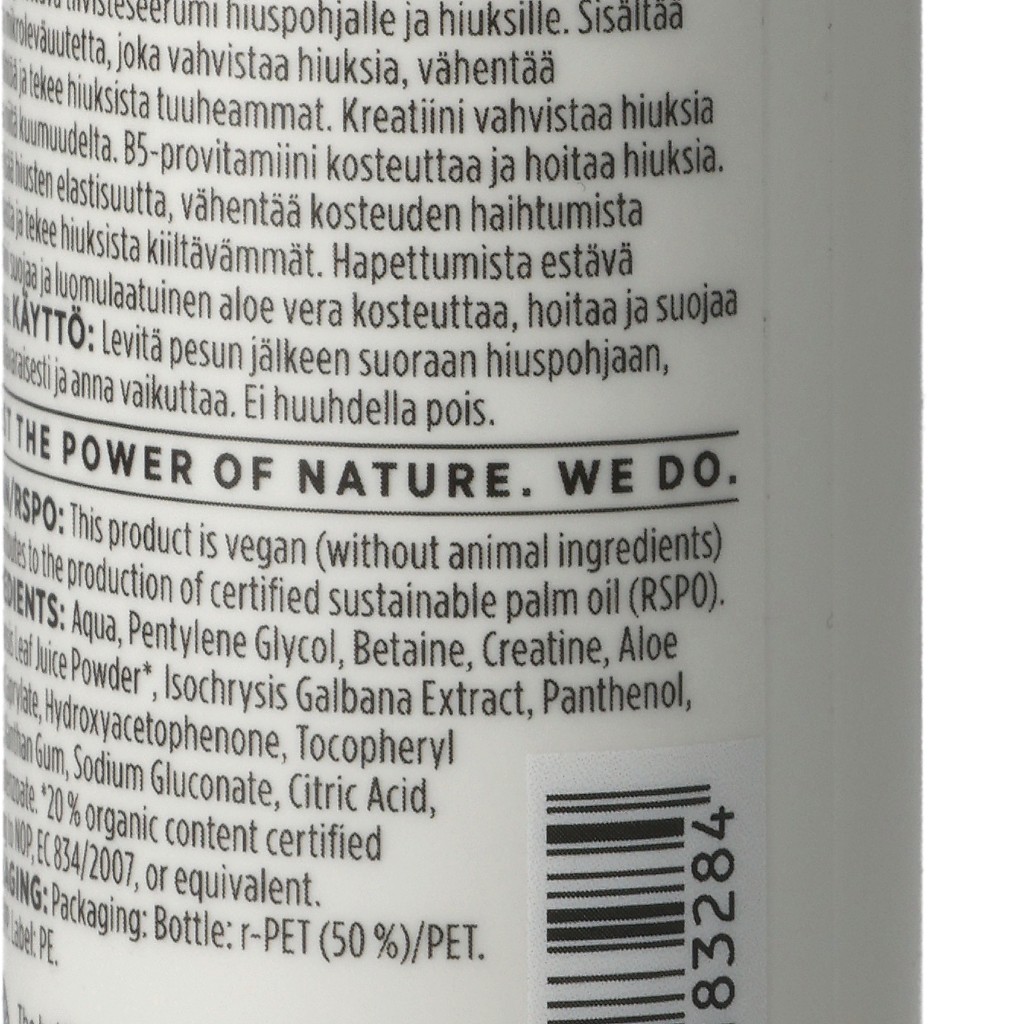 hiuspohjalle ja hiuksille. Sisältää
joka vahvistaa hiuksia, vähentää
ja tekee hiuksista tuuheammat. Kreatiini vahvistaa hiuksia
kuumuudelta. B5-provitamiini kosteuttaa ja hoitaa hiuksia.
hiusten elastisuutta, vähentää kosteuden haihtumista
ja tekee hiuksista kiiltävämmät. Hapettumista estävä
suojaa ja luomulaatuinen aloe vera kosteuttaa, hoitaa ja suojaa
KÄYTTÖ: Levitä pesun jälkeen suoraan hiuspohjaan,
ja anna vaikuttaa. Ei huuhdella pois.
THE POWER OF NATURE. WE DO.
/RSPO: This product is vegan (without animal ingredients)
to the production of certified sustainable palm oil (RSPO).
Aqua, Pentylene Glycol, Betaine, Creatine, Aloe
Leaf Juice Powder*, Isochrysis Galbana Extract, Panthenol,
Hydroxyacetophenone, Tocopheryl
Gum, Sodium Gluconate, Citric Acid,
*20 % organic content certified
NOP, EC 834/2007, or equivalent.
Packaging: Bottle: r-PET (50 %)/PET.
Label: PE.
83284